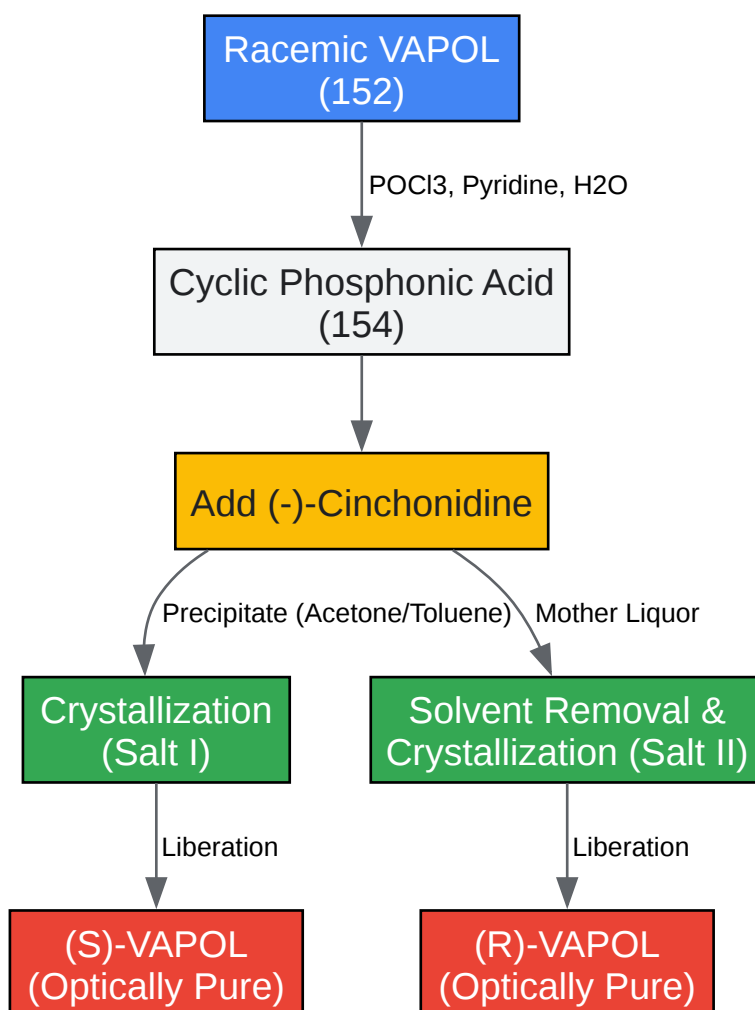 Racemic VAPOL
(152)
POCl3, Pyridine, H2O
Cyclic Phosphonic Acid
(154)
Add (-)-Cinchonidine
Precipitate (Acetone/Toluene)
Mother Liquor
Crystallization
(Salt I)
Solvent Removal &
Crystallization (Salt II)
Liberation
Liberation
(S)-VAPOL
(Optically Pure)
(R)-VAPOL
(Optically Pure)